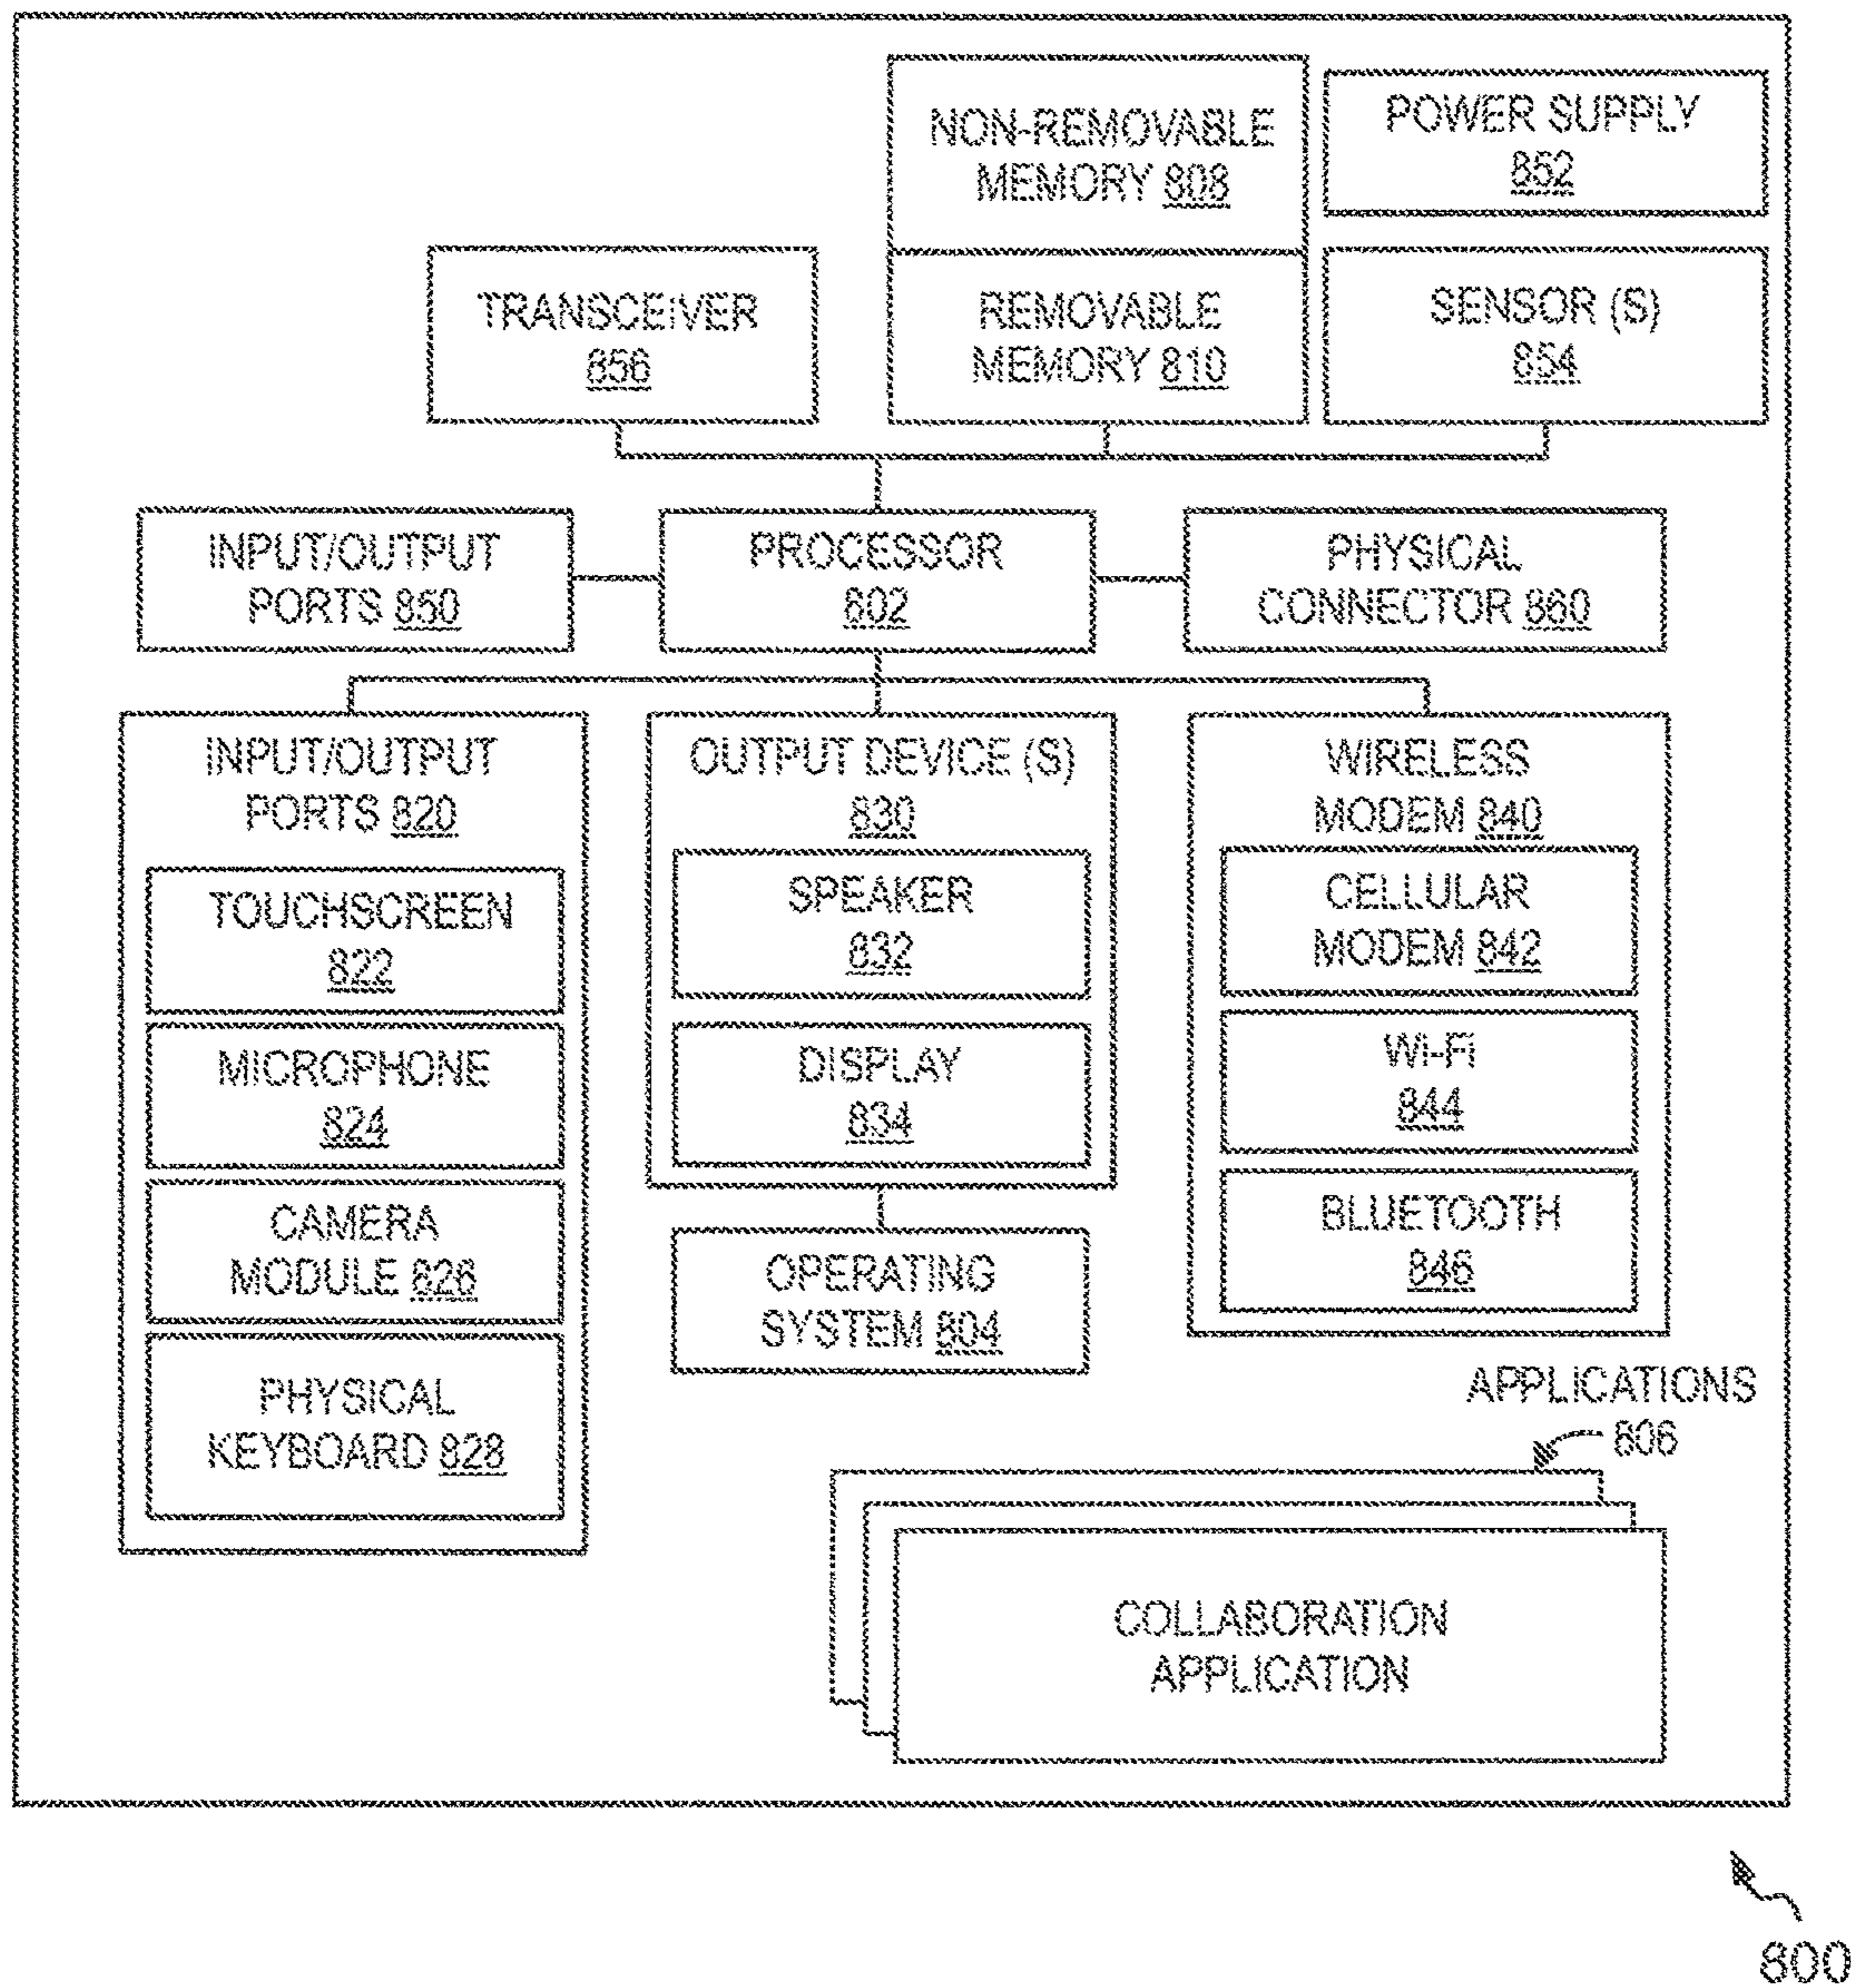 NON-REMOVABLE
MEMORY 808
POWER SUPPLY
852
TRANSCEIVER
856
REMOVABLE
MEMORY 810
SENSOR (S)
854
INPUT/OUTPUT
PORTS 850
PROCESSOR
802
PHYSICAL
CONNECTOR 860
INPUT/OUTPUT
PORTS 820
TOUCHSCREEN
822
MICROPHONE
824
CAMERA
MODULE 826
PHYSICAL
KEYBOARD 828
OUTPUT DEVICE (S)
830
SPEAKER
832
DISPLAY
834
OPERATING
SYSTEM 804
WIRELESS
MODEM 840
CELLULAR
MODEM 842
WI-Fi
844
BLUETOOTH
846
APPLICATIONS
806
COLLABORATION
APPLICATION
800